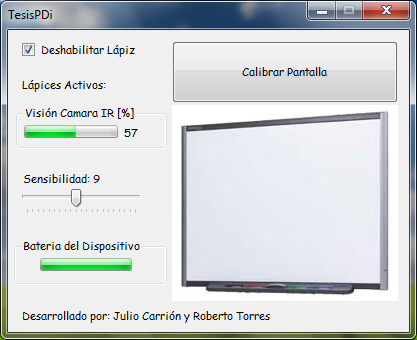 TesisPDi
Deshabilitar Lápiz
Calibrar Pantalla
Lápices Activos:
Visión Camara IR [%]
57
Sensibilidad: 9
Bateria del Dispositivo
Desarrollado por: Julio Carrión y Roberto Torres